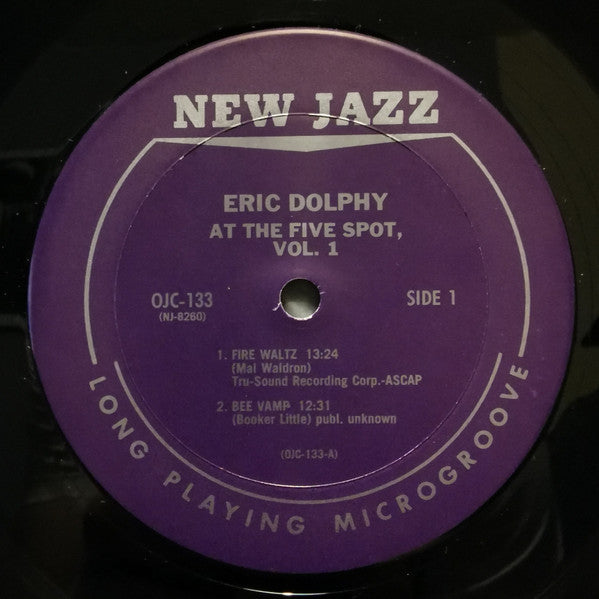 NEW JAZZ
ERIC DOLPHY
AT THE FIVE SPOT,
VOL. 1
OJC-133
(NJ-8260)
SIDE 1
1. FIRE WALTZ 13:24
(Mal Waldron)
Tru-Sound Recording Corp.-ASCAP
2. BEE VAMP 12:31
(Booker Little) publ. unknown
(OJC-133-A)
LONG PLAYING MICROGROOVE